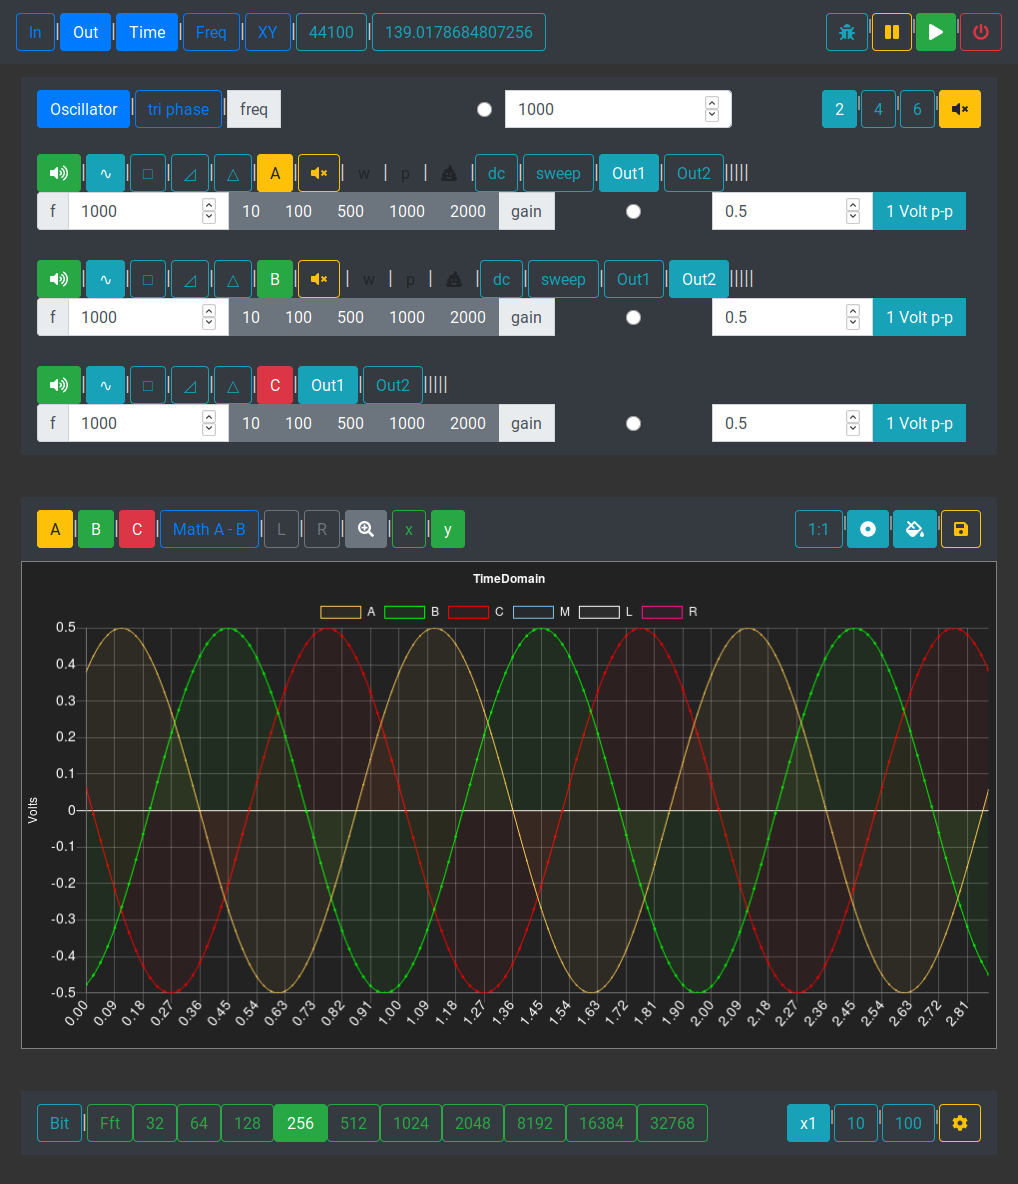 In Out Time Freq XY 44100 139.0178684807256
Oscillator tri phase freq 1000 2 4 6
A w p dc sweep Out1 Out2
f 1000 10 100 500 1000 2000 gain 0.5 1 Volt p-p
B w p dc sweep Out1 Out2
f 1000 10 100 500 1000 2000 gain 0.5 1 Volt p-p
C Out1 Out2
f 1000 10 100 500 1000 2000 gain 0.5 1 Volt p-p
A B C Math A - B L R x y 1:1
TimeDomain
A B C M L R
Volts
0.5
0.4
0.3
0.2
0.1
0
-0.1
-0.2
-0.3
-0.4
-0.5
0.00 0.09 0.18 0.27 0.36 0.45 0.54 0.63 0.73 0.82 0.91 1.00 1.09 1.18 1.27 1.36 1.45 1.54 1.63 1.72 1.81 1.90 2.00 2.09 2.18 2.27 2.36 2.45 2.54 2.63 2.72 2.81
Bit Fft 32 64 128 256 512 1024 2048 8192 16384 32768 x1 10 100